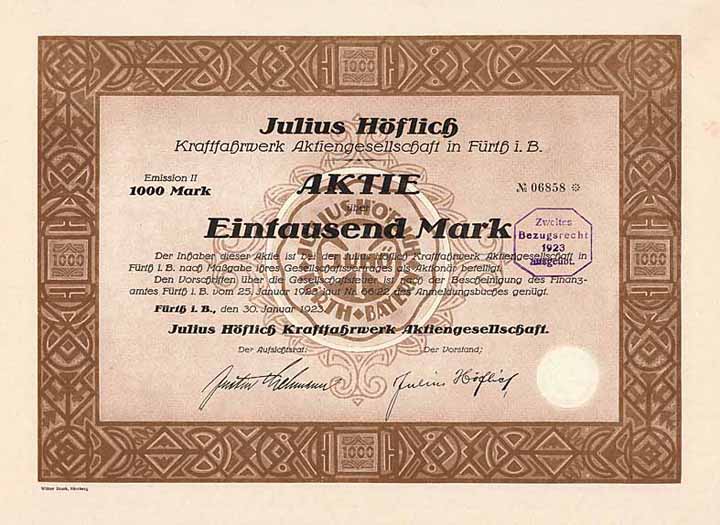 1000
Julius Höflich
Kraftfahrwerk Aktiengesellschaft in Fürth i. B.
Emission II
1000 Mark
AKTIE
№ 06858
über
Eintausend Mark
Zweites
Bezugsrecht
1923
ausgeübt.
Der Inhaber dieser Aktie ist bei der Julius Höflich Kraftfahrwerk Aktiengesellschaft in
Fürth i. B. nach Maßgabe ihres Gesellschaftsvertrages als Aktionär beteiligt.
Den Vorschriften über die Gesellschaftsteuer ist nach der Bescheinigung des Finanz-
amtes Fürth i. B. vom 25. Januar 1923 laut Nr. 66/22 des Anmeldungsbuches genügt.
Fürth i. B., den 30. Januar 1923.
Julius Höflich Kraftfahrwerk Aktiengesellschaft.
Der Aufsichtsrat:
Der Vorstand:
Julius Höflich
1000
1000
1000